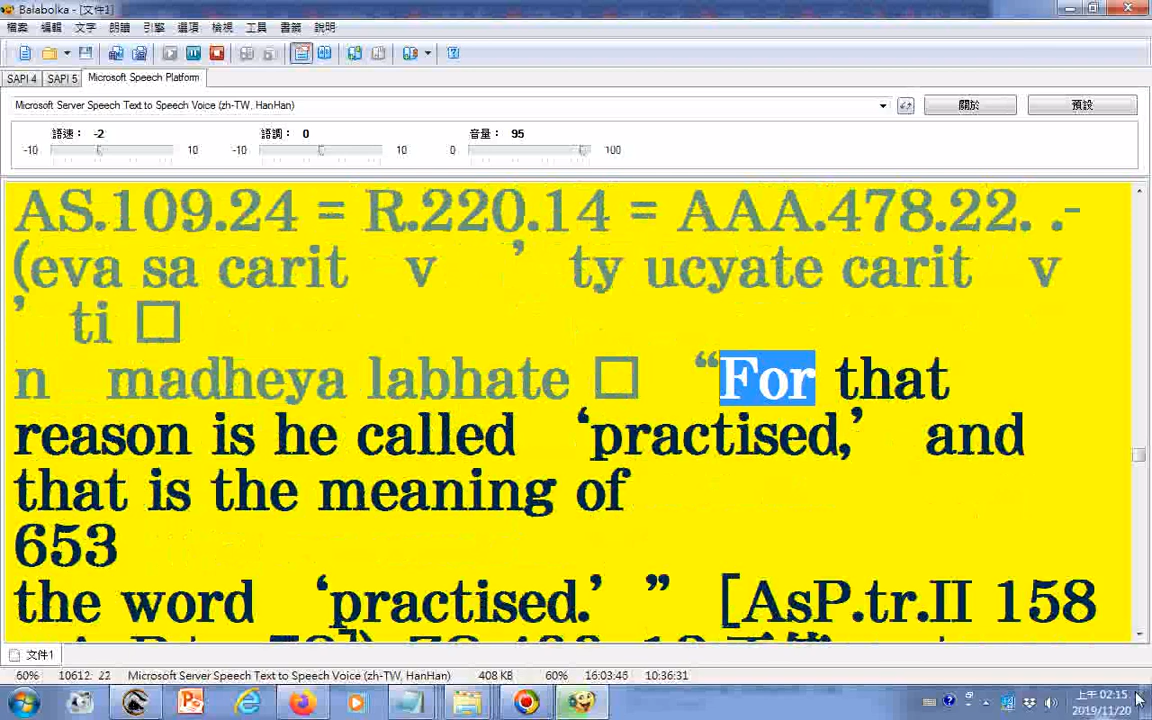 Balabolka - [文件1]
檔案 編輯 文字 朗讀 引擎 選項 檢視 工具 書籤 說明
SAPI 4 SAPI 5 Microsoft Speech Platform
Microsoft Server Speech Text to Speech Voice (zh-TW, HanHan) 關於 預設
語速： -2 語調： 0 音量： 95
-10 10 -10 10 0 100
AS.109.24 = R.220.14 = AAA.478.22. .-
(eva sa carit v ’ ty ucyate carit v
’ ti □
n madheya labhate □ “For that
reason is he called ‘practised,’ and
that is the meaning of
653
the word ‘practised.’ ” [AsP.tr.II 158
文件1
60% 10612: 22 Microsoft Server Speech Text to Speech Voice (zh-TW, HanHan) 408 KB 60% 16:03:46 10:36:31
上午 02:15
2019/11/20